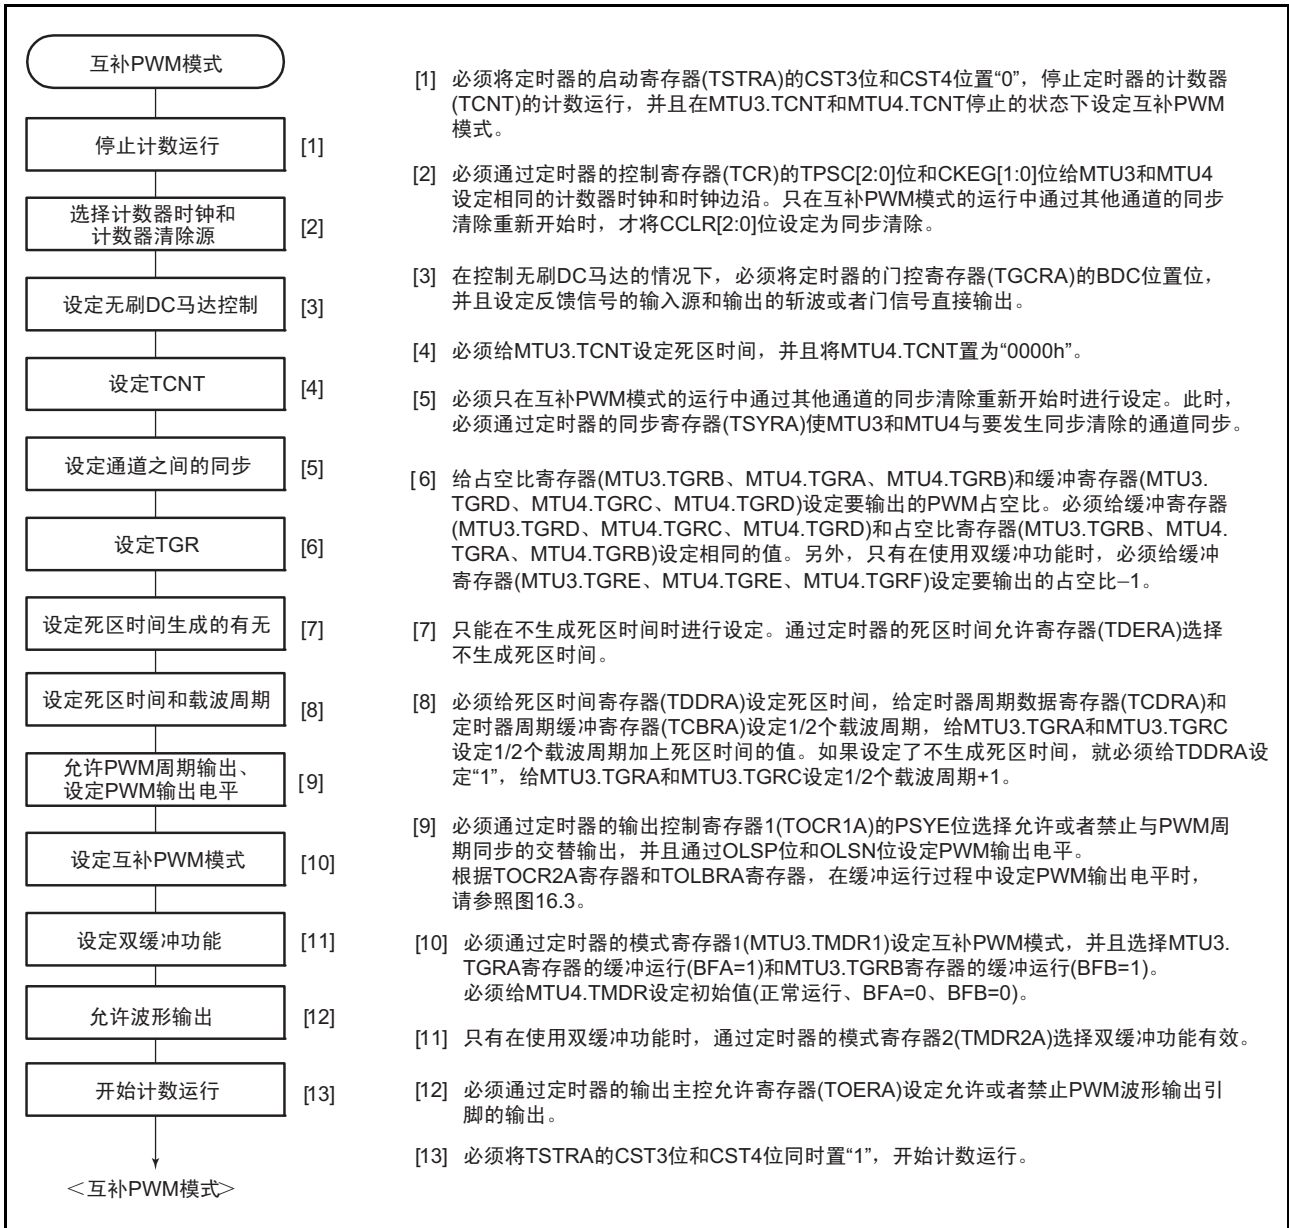 互补PWM模式
停止计数运行
[1]
选择计数器时钟和
计数器清除源
[2]
设定无刷DC马达控制
[3]
设定TCNT
[4]
设定通道之间的同步
[5]
设定TGR
[6]
设定死区时间生成的有无
[7]
设定死区时间和载波周期
[8]
允许PWM周期输出、
设定PWM输出电平
[9]
设定互补PWM模式
[10]
设定双缓冲功能
[11]
允许波形输出
[12]
开始计数运行
[13]
<互补PWM模式>
[1] 必须将定时器的启动寄存器(TSTRA)的CST3位和CST4位置“0”，停止定时器的计数器
(TCNT)的计数运行，并且在MTU3.TCNT和MTU4.TCNT停止的状态下设定互补PWM
模式。
[2] 必须通过定时器的控制寄存器(TCR)的TPSC[2:0]位和CKEG[1:0]位给MTU3和MTU4
设定相同的计数器时钟和时钟边沿。只在互补PWM模式的运行中通过其他通道的同步
清除重新开始时，才将CCLR[2:0]位设定为同步清除。
[3] 在控制无刷DC马达的情况下，必须将定时器的门控寄存器(TGCRA)的BDC位置位，
并且设定反馈信号的输入源和输出的斩波或者门信号直接输出。
[4] 必须给MTU3.TCNT设定死区时间，并且将MTU4.TCNT置为“0000h”。
[5] 必须只在互补PWM模式的运行中通过其他通道的同步清除重新开始时进行设定。此时，
必须通过定时器的同步寄存器(TSYRA)使MTU3和MTU4与要发生同步清除的通道同步。
[6] 给占空比寄存器(MTU3.TGRB、MTU4.TGRA、MTU4.TGRB)和缓冲寄存器(MTU3.
TGRD、MTU4.TGRC、MTU4.TGRD)设定要输出的PWM占空比。必须给缓冲寄存器
(MTU3.TGRD、MTU4.TGRC、MTU4.TGRD)和占空比寄存器(MTU3.TGRB、MTU4.
TGRA、MTU4.TGRB)设定相同的值。另外，只有在使用双缓冲功能时，必须给缓冲
寄存器(MTU3.TGRE、MTU4.TGRE、MTU4.TGRF)设定要输出的占空比–1。
[7] 只能在不生成死区时间时进行设定。通过定时器的死区时间允许寄存器(TDERA)选择
不生成死区时间。
[8] 必须给死区时间寄存器(TDDRA)设定死区时间，给定时器周期数据寄存器(TCDRA)和
定时器周期缓冲寄存器(TCBRA)设定1/2个载波周期，给MTU3.TGRA和MTU3.TGRC
设定1/2个载波周期加上死区时间的值。如果设定了不生成死区时间，就必须给TDDRA设
定“1”，给MTU3.TGRA和MTU3.TGRC设定1/2个载波周期+1。
[9] 必须通过定时器的输出控制寄存器1(TOCR1A)的PSYE位选择允许或者禁止与PWM周
期同步的交替输出，并且通过OLSP位和OLSN位设定PWM输出电平。
根据TOCR2A寄存器和TOLBRA寄存器，在缓冲运行过程中设定PWM输出电平时，
请参照图16.3。
[10] 必须通过定时器的模式寄存器1(MTU3.TMDR1)设定互补PWM模式，并且选择MTU3.
TGRA寄存器的缓冲运行(BFA=1)和MTU3.TGRB寄存器的缓冲运行(BFB=1)。
必须给MTU4.TMDR设定初始值(正常运行、BFA=0、BFB=0)。
[11] 只有在使用双缓冲功能时，通过定时器的模式寄存器2(TMDR2A)选择双缓冲功能有效。
[12] 必须通过定时器的输出主控允许寄存器(TOERA)设定允许或者禁止PWM波形输出引
脚的输出。
[13] 必须将TSTRA的CST3位和CST4位同时置“1”，开始计数运行。